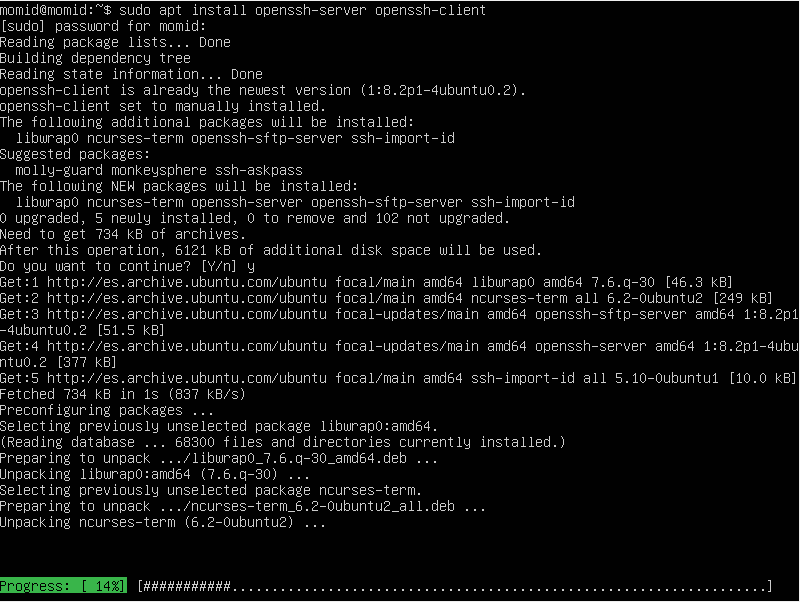 momid@momid:~$ sudo apt install openssh-server openssh-client
[sudo] password for momid:
Reading package lists... Done
Building dependency tree
Reading state information... Done
openssh-client is already the newest version (1:8.2p1-4ubuntu0.2).
openssh-client set to manually installed.
The following additional packages will be installed:
  libwrap0 ncurses-term openssh-sftp-server ssh-import-id
Suggested packages:
  molly-guard monkeysphere ssh-askpass
The following NEW packages will be installed:
  libwrap0 ncurses-term openssh-server openssh-sftp-server ssh-import-id
0 upgraded, 5 newly installed, 0 to remove and 102 not upgraded.
Need to get 734 kB of archives.
After this operation, 6121 kB of additional disk space will be used.
Do you want to continue? [Y/n] y
Get:1 http://es.archive.ubuntu.com/ubuntu focal/main amd64 libwrap0 amd64 7.6.q-30 [46.3 kB]
Get:2 http://es.archive.ubuntu.com/ubuntu focal/main amd64 ncurses-term all 6.2-0ubuntu2 [249 kB]
Get:3 http://es.archive.ubuntu.com/ubuntu focal-updates/main amd64 openssh-sftp-server amd64 1:8.2p1
-4ubuntu0.2 [51.5 kB]
Get:4 http://es.archive.ubuntu.com/ubuntu focal-updates/main amd64 openssh-server amd64 1:8.2p1-4ubu
ntu0.2 [377 kB]
Get:5 http://es.archive.ubuntu.com/ubuntu focal/main amd64 ssh-import-id all 5.10-0ubuntu1 [10.0 kB]
Fetched 734 kB in 1s (837 kB/s)
Preconfiguring packages ...
Selecting previously unselected package libwrap0:amd64.
(Reading database ... 68300 files and directories currently installed.)
Preparing to unpack .../libwrap0_7.6.q-30_amd64.deb ...
Unpacking libwrap0:amd64 (7.6.q-30) ...
Selecting previously unselected package ncurses-term.
Preparing to unpack .../ncurses-term_6.2-0ubuntu2_all.deb ...
Unpacking ncurses-term (6.2-0ubuntu2) ...
Progress: [ 14%] [###########...................................................................]